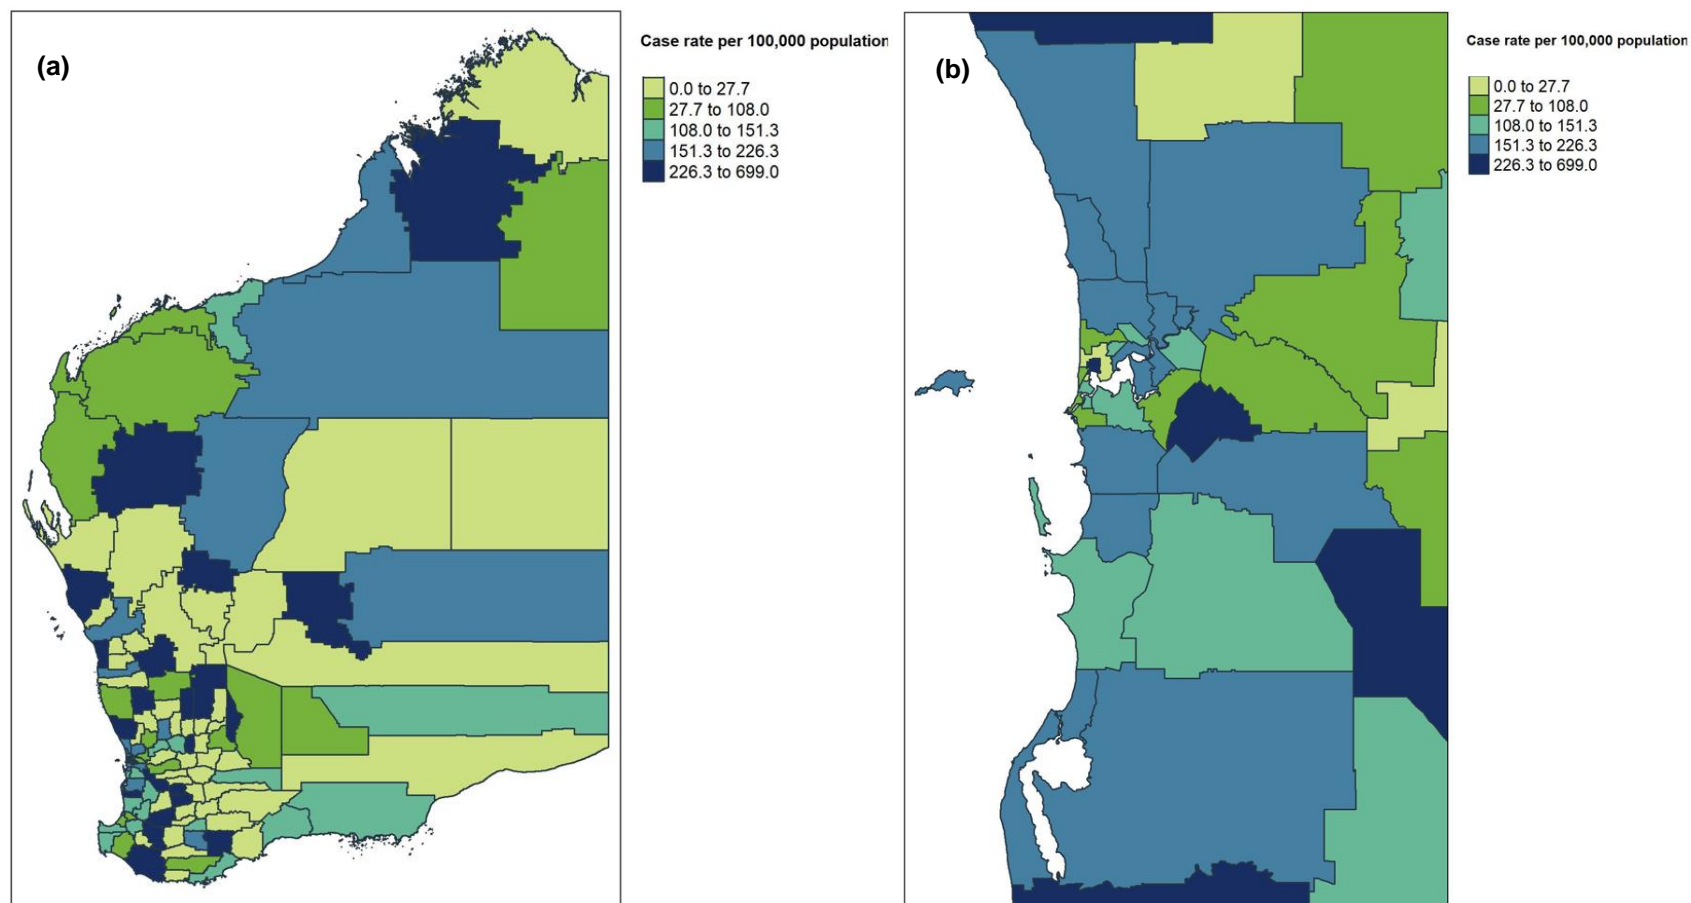 (a)
Case rate per 100,000 population
0.0 to 27.7
27.7 to 108.0
108.0 to 151.3
151.3 to 226.3
226.3 to 699.0
(b)
Case rate per 100,000 population
0.0 to 27.7
27.7 to 108.0
108.0 to 151.3
151.3 to 226.3
226.3 to 699.0